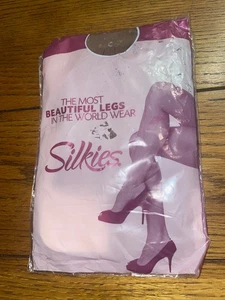 THE MOST
BEAUTIFUL LEGS
IN THE WORLD WEAR
Silkies